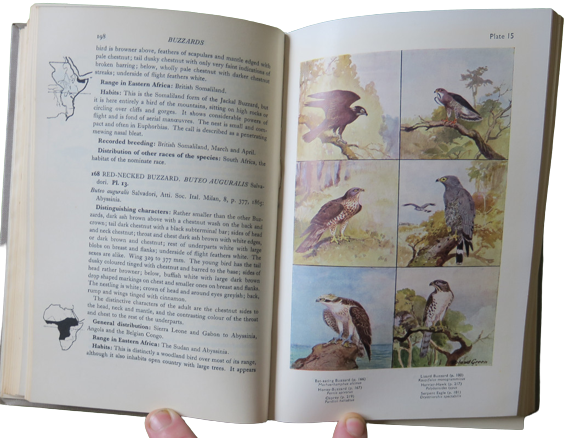 198 BUZZARDS
bird is browner above, feathers of scapulars and mantle edged with
pale chestnut; tail dusky chestnut with only very faint indications of
broken barring; below, wholly pale chestnut with darker chestnut
streaks; underside of flight feathers white.
Range in Eastern Africa: British Somaliland.
Habits: This is the Somaliland form of the Jackal Buzzard, but
it is here entirely a bird of the mountains, sitting on high rocks or
circling over cliffs and gorges. It shows considerable powers of
flight and is fond of aerial manœuvres. The nest is small and com-
pact and often in Euphorbias. The call is described as a penetrating
mewing nasal bleat.
Recorded breeding: British Somaliland, March and April.
Distribution of other races of the species: South Africa, the
habitat of the nominate race.
168 RED-NECKED BUZZARD. BUTEO AUGURALIS Salva-
dori. Pl. 13.
Buteo auguralis Salvadori, Atti. Soc. Ital. Milan, 8, p. 377, 1865:
Abyssinia.
Distinguishing characters: Rather smaller than the other Buz-
zards, dark ash brown above with a chestnut wash on the back and
crown; tail dark chestnut with a black subterminal bar; sides of head
and neck chestnut; throat and chest dark ash brown with white edges,
or dark brown and chestnut; rest of underparts white with large
blobs on breast and flanks; underside of flight feathers white. The
sexes are alike. Wing 329 to 377 mm. The young bird has the tail
dusky coloured tinged with chestnut and barred to the base; sides of
head rather browner; below, buffish white with large dark brown
drop-shaped markings on chest and smaller ones on breast and flanks.
The nestling is white; crown of head and around eyes greyish; back,
rump and wings tinged with cinnamon.
The distinctive characters of the adult are the chestnut sides to
the head, neck and mantle, and the contrasting colour of the throat
and chest to the rest of the underparts.
General distribution: Sierra Leone and Gabon to Abyssinia,
Angola and the Belgian Congo.
Range in Eastern Africa: The Sudan and Abyssinia.
Habits: This is distinctly a woodland bird over most of its range,
although it also inhabits open country with large trees. It appears
Plate 15